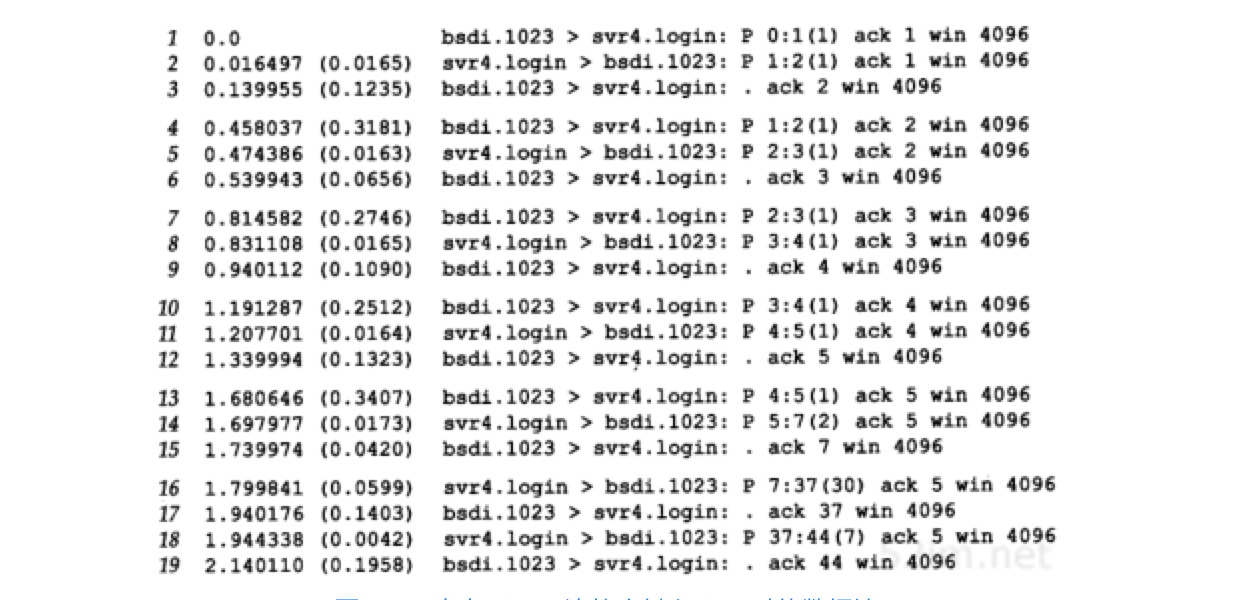 1 0.0 bsdi.1023 > svr4.login: P 0:1(1) ack 1 win 4096
2 0.016497 (0.0165) svr4.login > bsdi.1023: P 1:2(1) ack 1 win 4096
3 0.139955 (0.1235) bsdi.1023 > svr4.login: . ack 2 win 4096
4 0.458037 (0.3181) bsdi.1023 > svr4.login: P 1:2(1) ack 2 win 4096
5 0.474386 (0.0163) svr4.login > bsdi.1023: P 2:3(1) ack 2 win 4096
6 0.539943 (0.0656) bsdi.1023 > svr4.login: . ack 3 win 4096
7 0.814582 (0.2746) bsdi.1023 > svr4.login: P 2:3(1) ack 3 win 4096
8 0.831108 (0.0165) svr4.login > bsdi.1023: P 3:4(1) ack 3 win 4096
9 0.940112 (0.1090) bsdi.1023 > svr4.login: . ack 4 win 4096
10 1.191287 (0.2512) bsdi.1023 > svr4.login: P 3:4(1) ack 4 win 4096
11 1.207701 (0.0164) svr4.login > bsdi.1023: P 4:5(1) ack 4 win 4096
12 1.339994 (0.1323) bsdi.1023 > svr4.login: . ack 5 win 4096
13 1.680646 (0.3407) bsdi.1023 > svr4.login: P 4:5(1) ack 5 win 4096
14 1.697977 (0.0173) svr4.login > bsdi.1023: P 5:7(2) ack 5 win 4096
15 1.739974 (0.0420) bsdi.1023 > svr4.login: . ack 7 win 4096
16 1.799841 (0.0599) svr4.login > bsdi.1023: P 7:37(30) ack 5 win 4096
17 1.940176 (0.1403) bsdi.1023 > svr4.login: . ack 37 win 4096
18 1.944338 (0.0042) svr4.login > bsdi.1023: P 37:44(7) ack 5 win 4096
19 2.140110 (0.1958) bsdi.1023 > svr4.login: . ack 44 win 4096